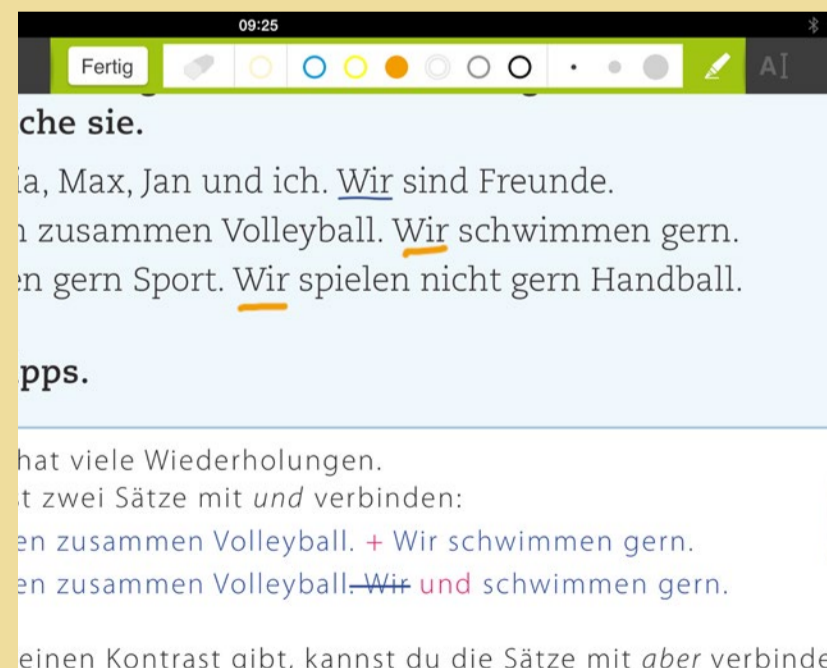 09:25
Fertig AI
che sie.
ia, Max, Jan und ich. Wir sind Freunde.
n zusammen Volleyball. Wir schwimmen gern.
en gern Sport. Wir spielen nicht gern Handball.
pps.
hat viele Wiederholungen.
st zwei Sätze mit und verbinden:
en zusammen Volleyball. + Wir schwimmen gern.
en zusammen Volleyball. Wir und schwimmen gern.
einen Kontrast gibt, kannst du die Sätze mit aber verbinde